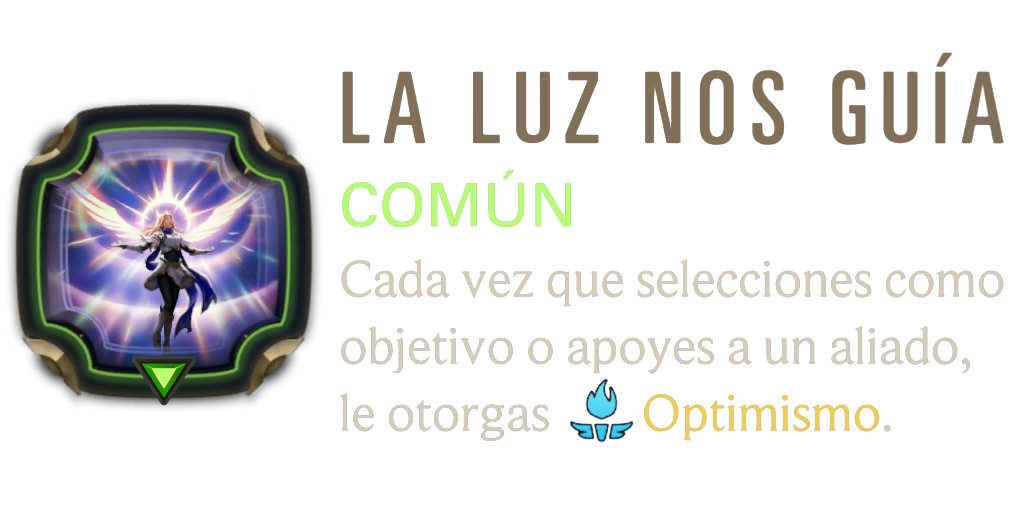 LA LUZ NOS GUÍA
COMÚN
Cada vez que selecciones como
objetivo o apoyes a un aliado,
le otorgas Optimismo.